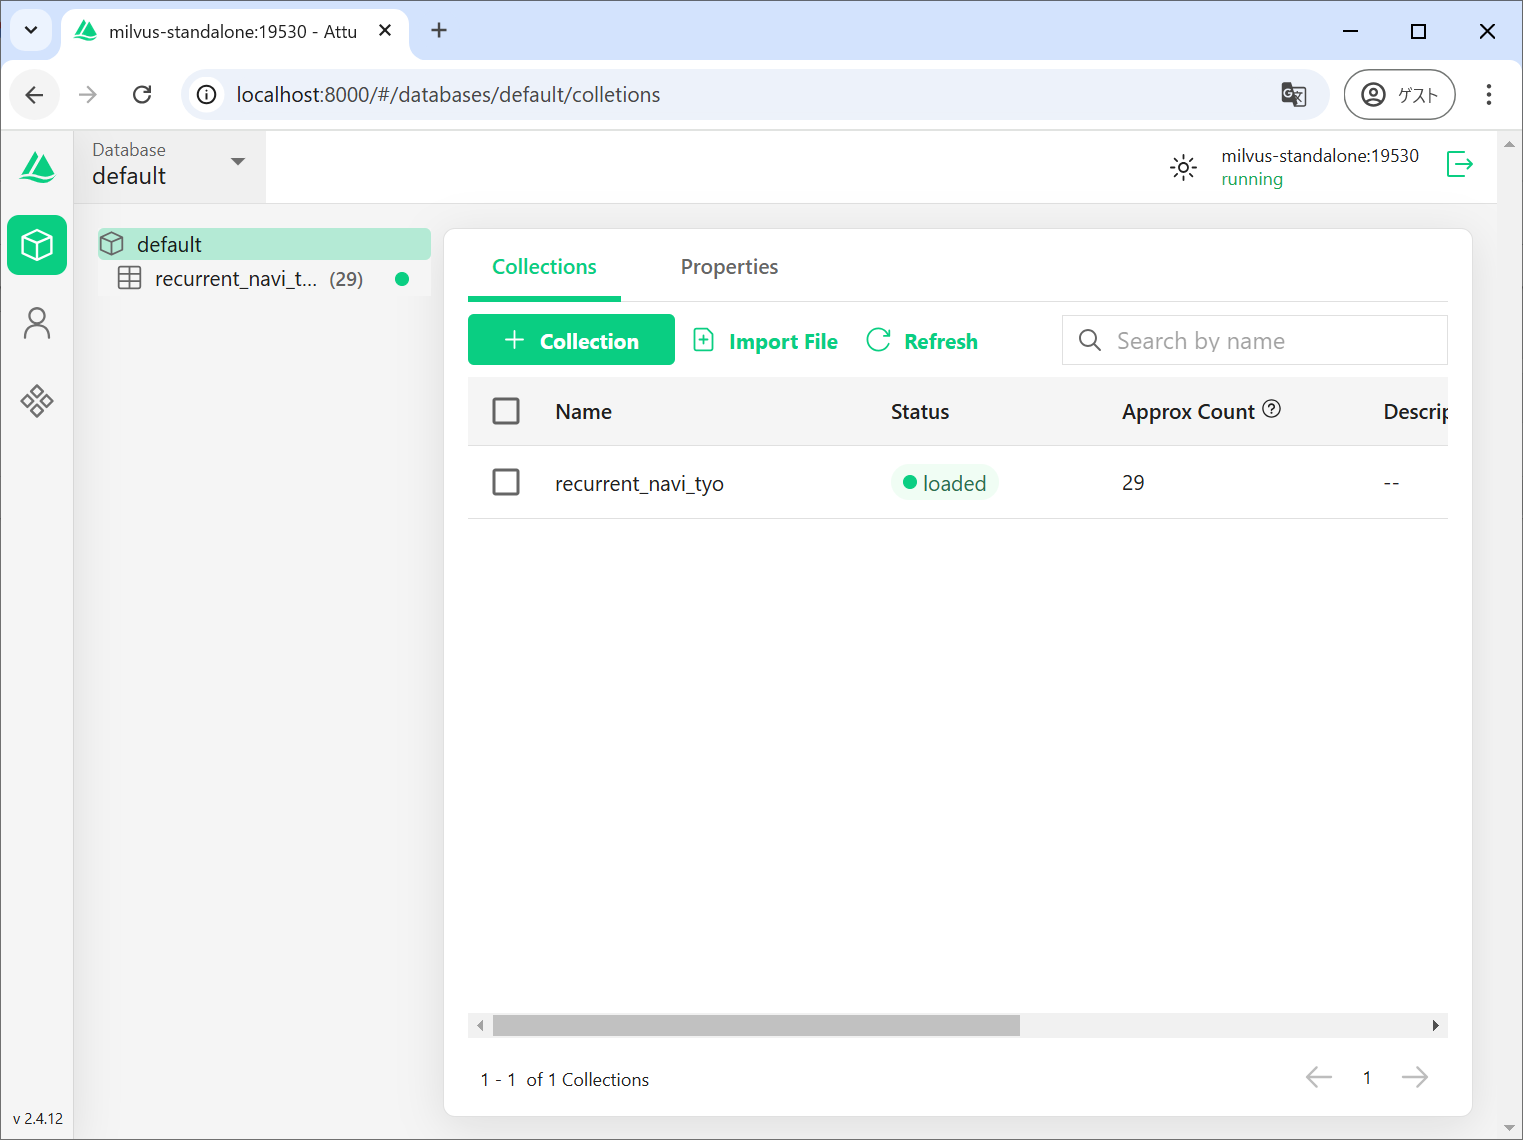 milvus-standalone:19530 - Attu
localhost:8000/#/databases/default/colletions
ゲスト
Database
default
milvus-standalone:19530
running
default
recurrent_navi_t... (29)
Collections Properties
Collection Import File Refresh Search by name
Name Status Approx Count Descrip
recurrent_navi_tyo loaded 29 --
1 - 1 of 1 Collections 1
v 2.4.12